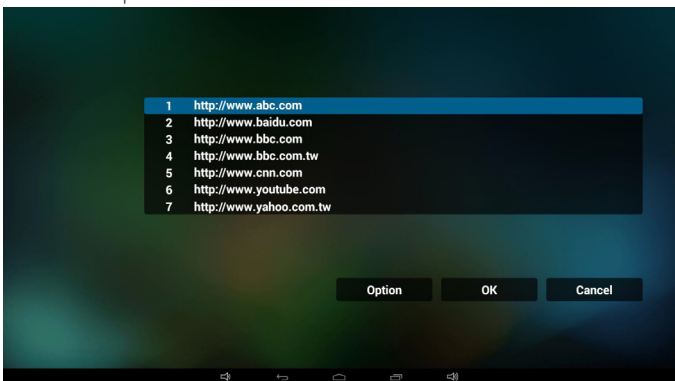 1 http://www.abc.com
2 http://www.baidu.com
3 http://www.bbc.com
4 http://www.bbc.com.tw
5 http://www.cnn.com
6 http://www.youtube.com
7 http://www.yahoo.com.tw
Option OK Cancel